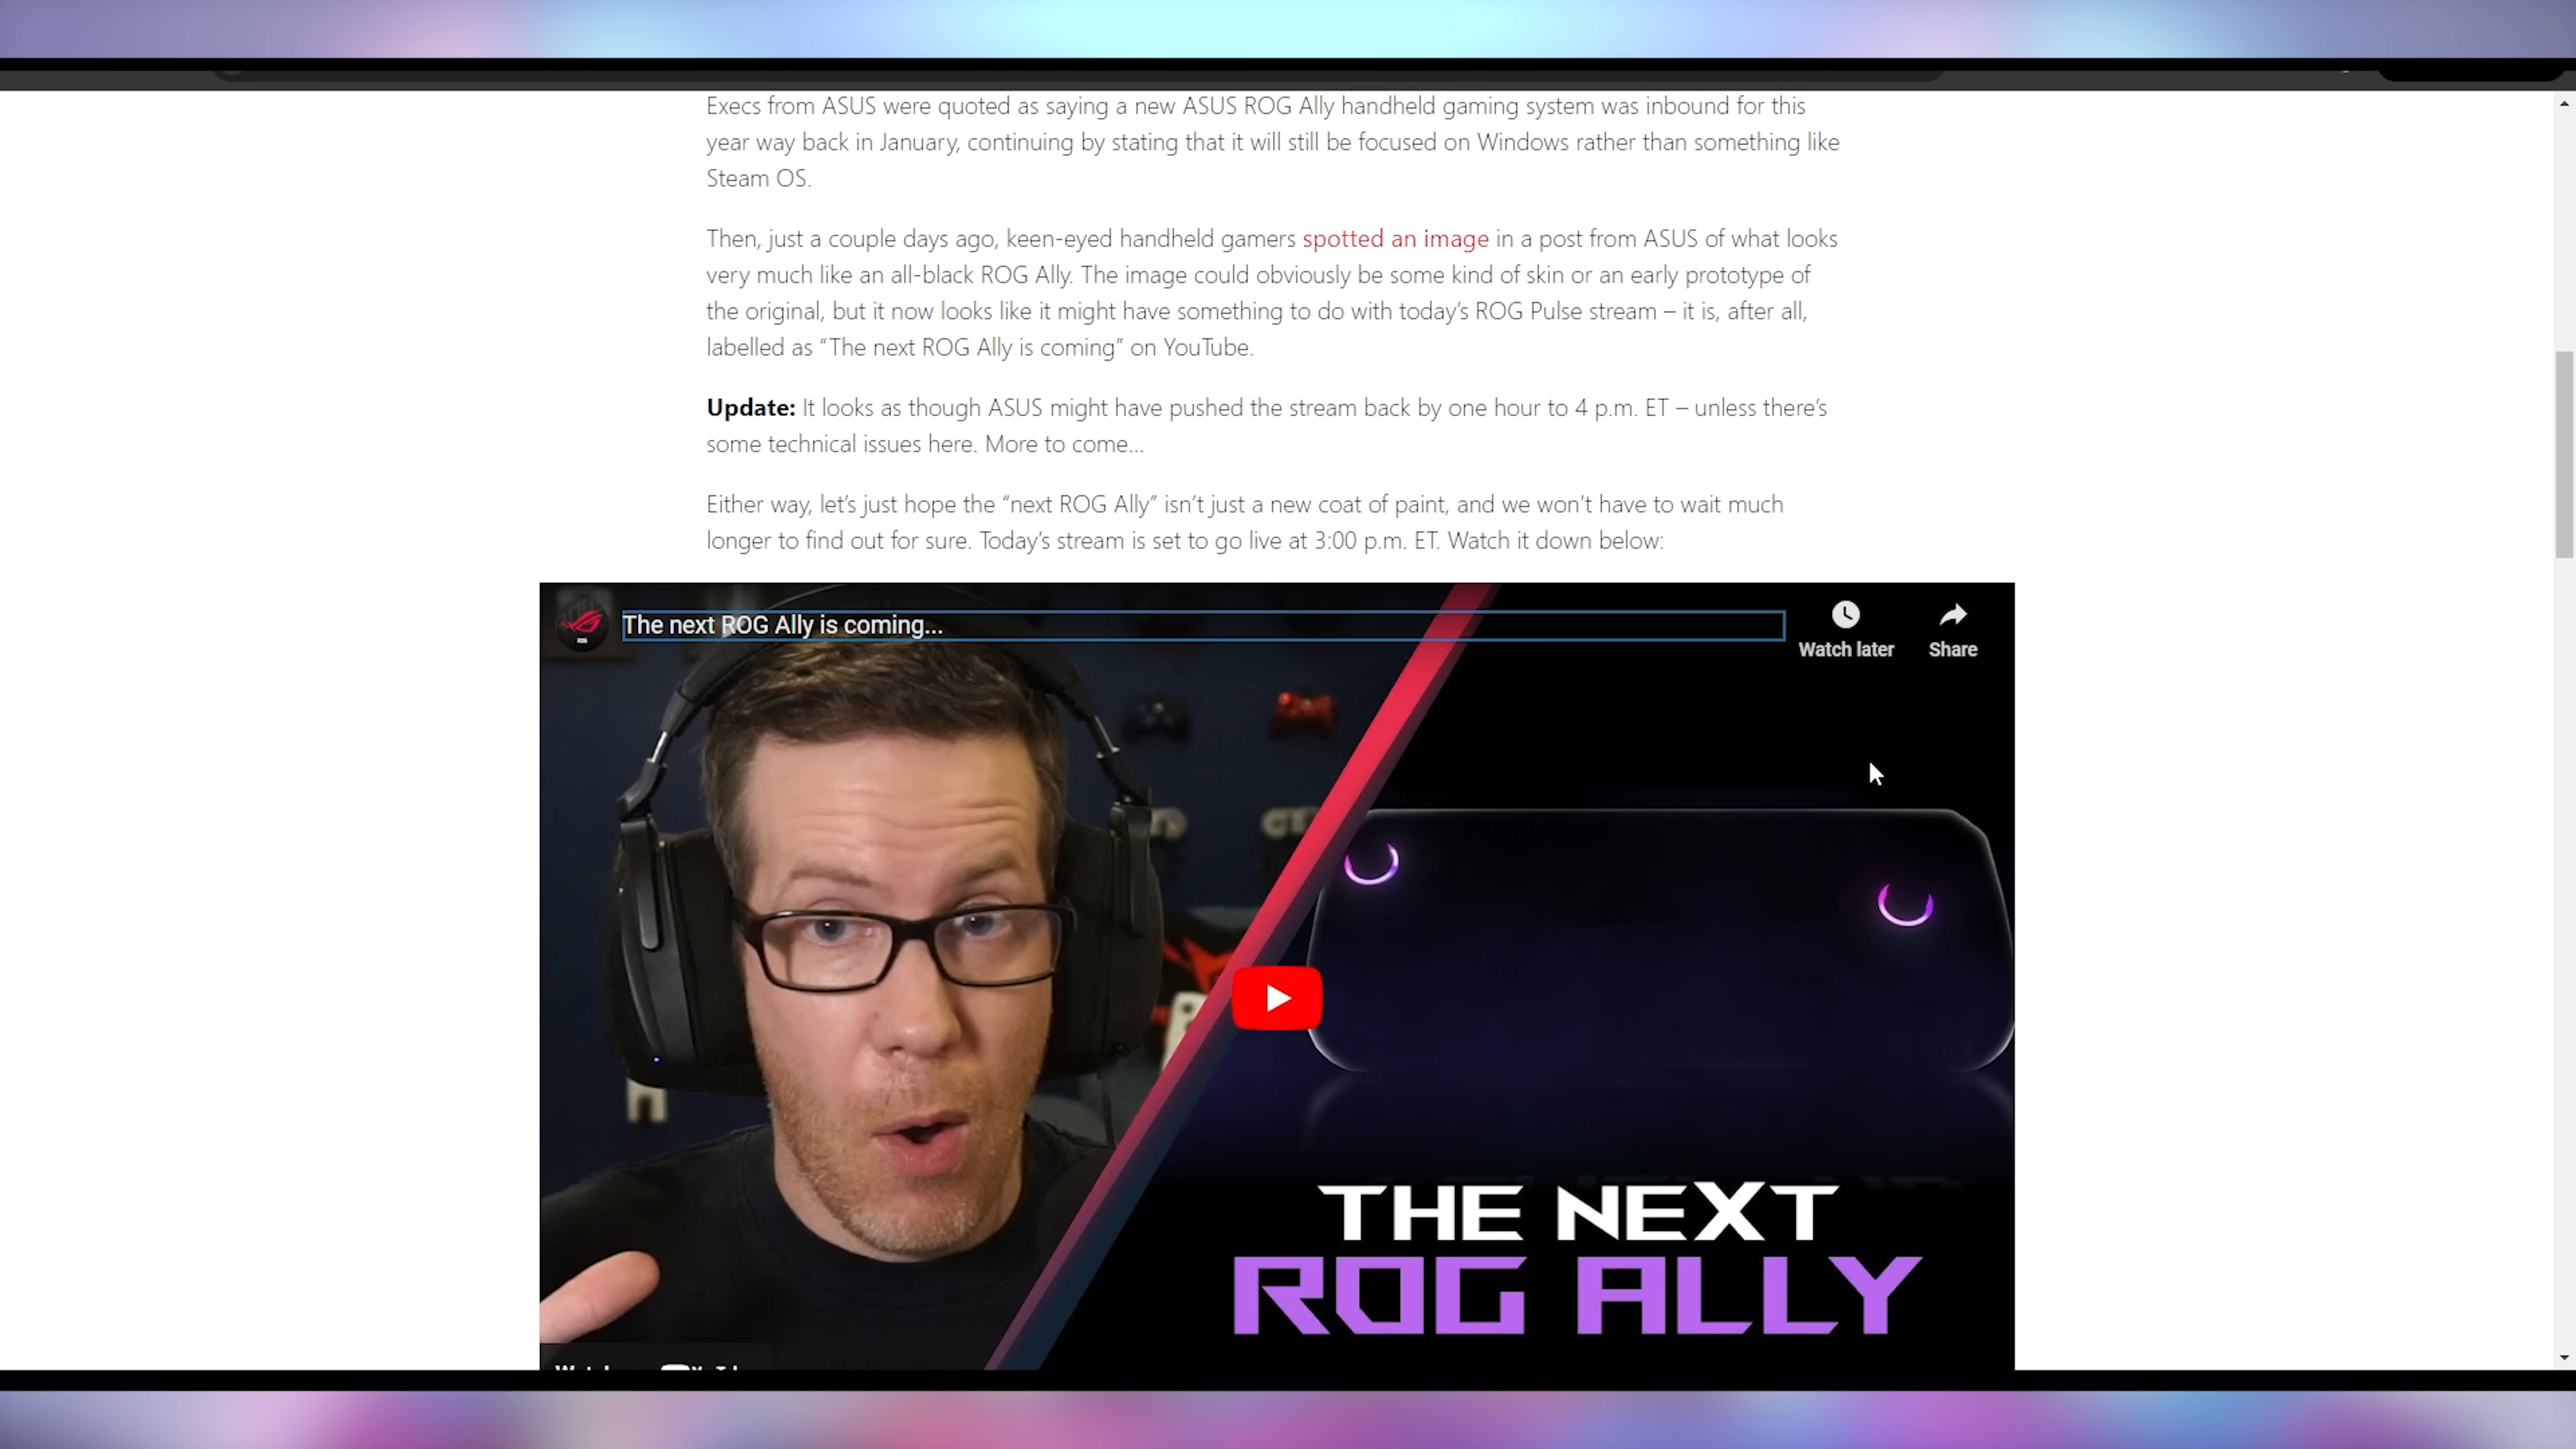 Execs from ASUS were quoted as saying a new ASUS ROG Ally handheld gaming system was inbound for this
year way back in January, continuing by stating that it will still be focused on Windows rather than something like
Steam OS.
Then, just a couple days ago, keen-eyed handheld gamers spotted an image in a post from ASUS of what looks
very much like an all-black ROG Ally. The image could obviously be some kind of skin or an early prototype of
the original, but it now looks like it might have something to do with today’s ROG Pulse stream – it is, after all,
labelled as “The next ROG Ally is coming” on YouTube.
Update: It looks as though ASUS might have pushed the stream back by one hour to 4 p.m. ET – unless there’s
some technical issues here. More to come…
Either way, let’s just hope the “next ROG Ally” isn’t just a new coat of paint, and we won’t have to wait much
longer to find out for sure. Today’s stream is set to go live at 3:00 p.m. ET. Watch it down below:
The next ROG Ally is coming...
Watch later
Share
THE NEXT
ROG ALLY